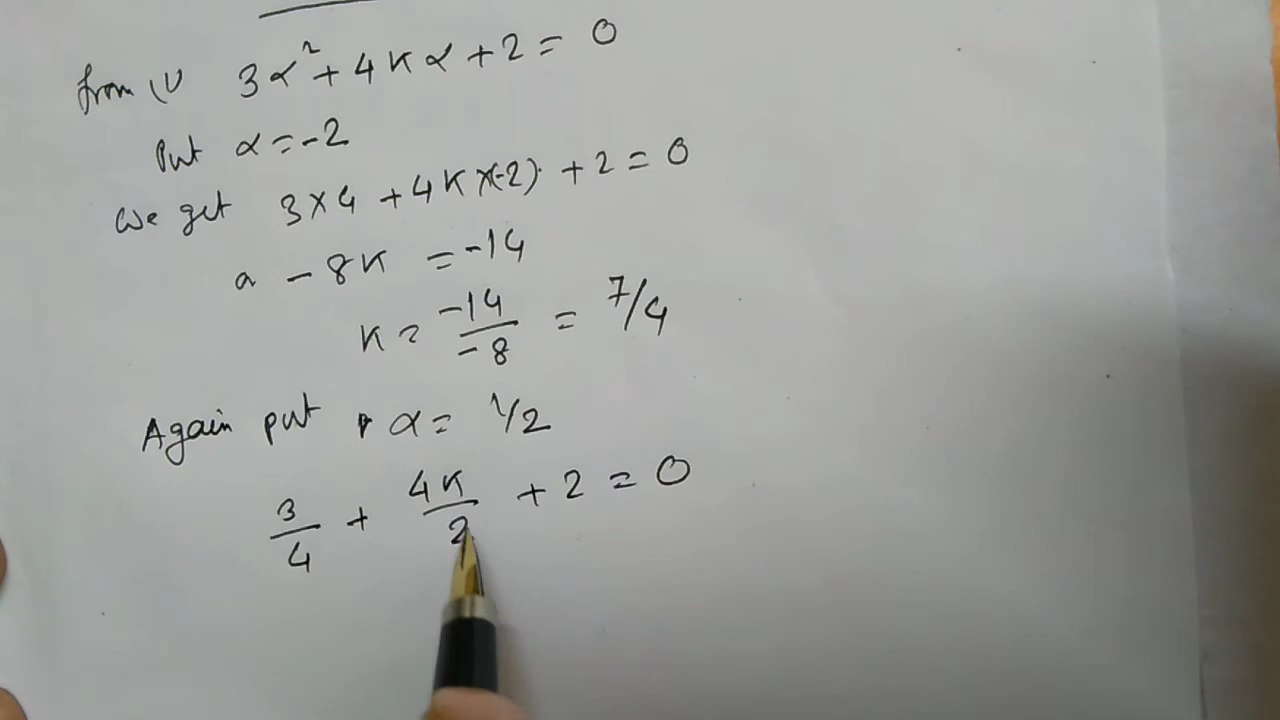 from (1) 3α² + 4kα + 2 = 0
Put α = -2
We get 3 × 4 + 4k × (-2) + 2 = 0
a - 8k = -14
k = -14/-8 = 7/4
Again put α = 1/2
3/4 + 4k/2 + 2 = 0